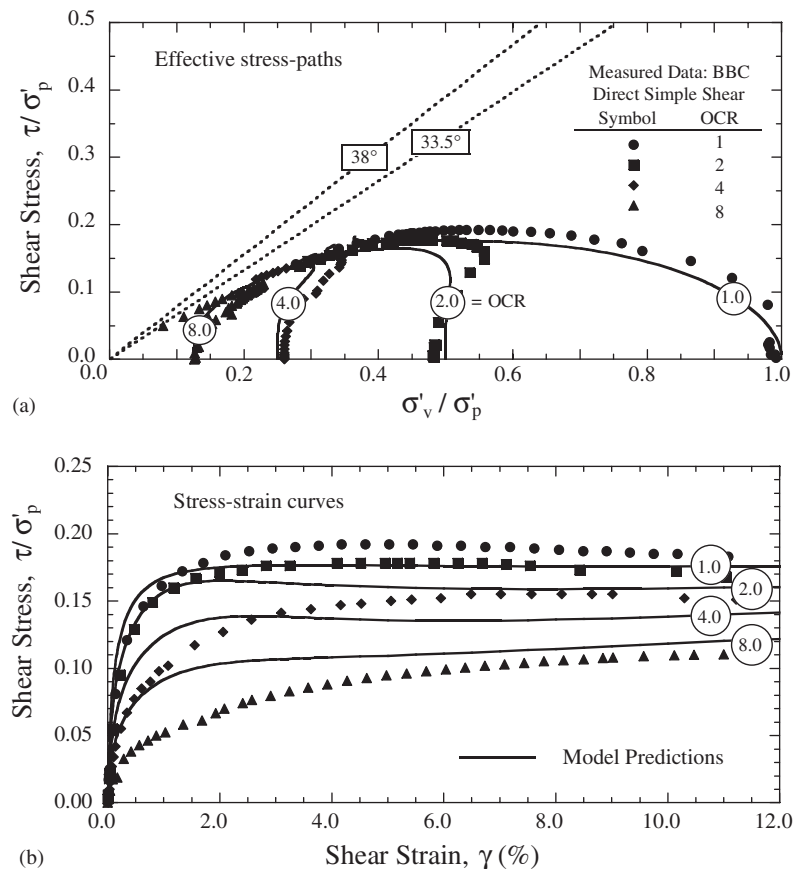 Effective stress-paths
Measured Data: BBC
Direct Simple Shear
Symbol OCR
1
2
4
8
38°
33.5°
8.0
4.0
2.0 = OCR
1.0
0.5
0.4
0.3
0.2
0.1
0.0
Shear Stress, τ/σ'p
0.0 0.2 0.4 0.6 0.8 1.0
σ'v / σ'p
(a)
Stress-strain curves
0.25
0.20
0.15
0.10
0.05
0.00
Shear Stress, τ/σ'p
1.0
2.0
4.0
8.0
Model Predictions
0.0 2.0 4.0 6.0 8.0 10.0 12.0
Shear Strain, γ (%)
(b)